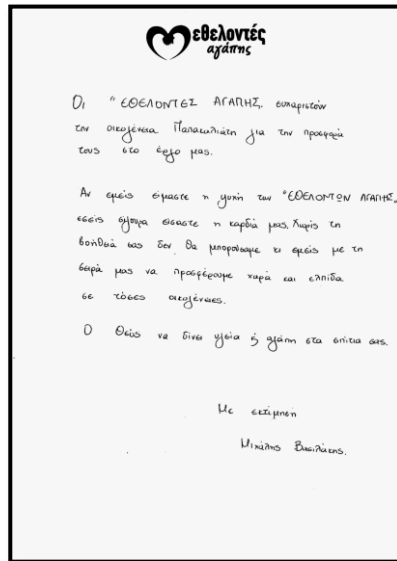 εθελοντές
αγάπης
Οι "ΕΘΕΛΟΝΤΕΣ ΑΓΑΠΗΣ" ευχαριστούν
την οικογένεια Παπακαλιάτη για την προσφορά
τους στο έργο μας.
Αν εμείς είμαστε η ψυχή των "ΕΘΕΛΟΝΤΩΝ ΑΓΑΠΗΣ"
εσείς σίγουρα είσαστε η καρδιά μας. Χωρίς τη
βοήθειά σας δεν θα μπορούσαμε κι εμείς με τη
σειρά μας να προσφέρουμε χαρά και ελπίδα
σε τόσες οικογένειες.
Ο Θεός να δίνει υγεία & αγάπη στα σπίτια σας.
Με εκτίμηση
Μιχάλης Βασιλάκης.